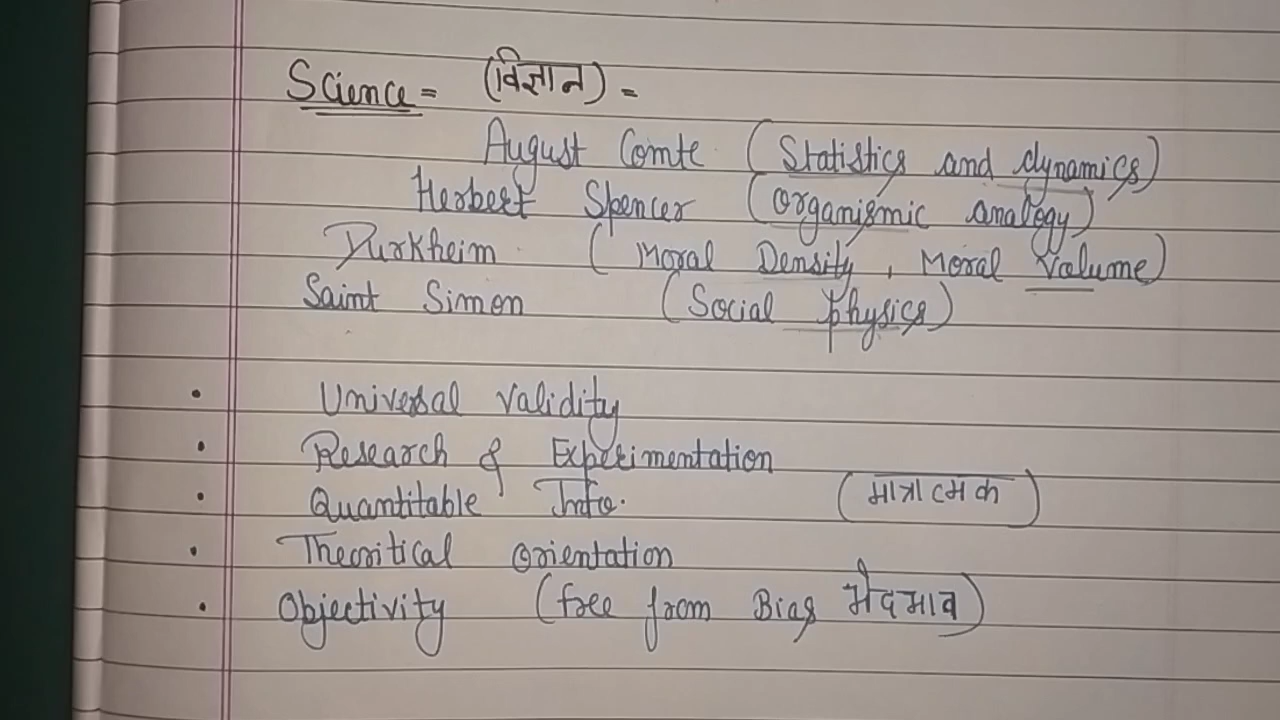 Science = (विज्ञान) =
August Comte (Statistics and dynamics)
Herbert Spencer (Organismic analogy)
Durkheim (Moral Density, Moral Volume)
Saint Simon (Social physics)
• Universal validity
• Research & Experimentation
• Quantitable Info. (मात्रात्मक)
• Theoritical orientation
• Objectivity (free from Bias भेदभाव)